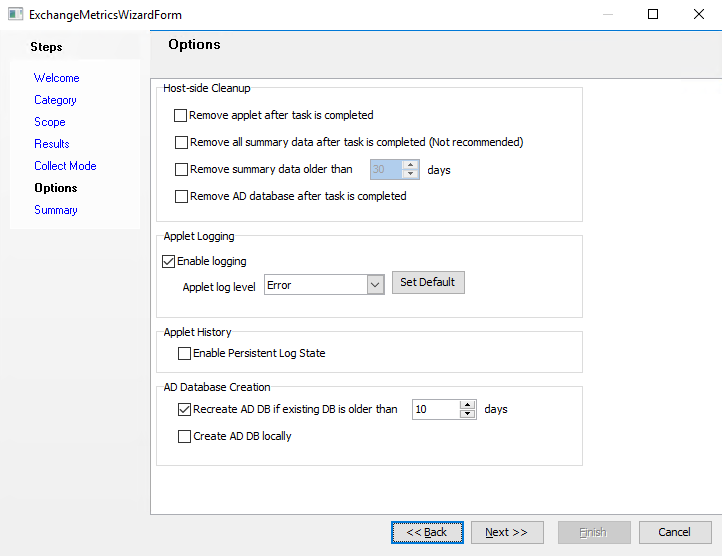 ExchangeMetricsWizardForm
Steps
Welcome
Category
Scope
Results
Collect Mode
Options
Summary
Options
Host-side Cleanup
Remove applet after task is completed
Remove all summary data after task is completed (Not recommended)
Remove summary data older than 30 days
Remove AD database after task is completed
Applet Logging
Enable logging
Applet log level Error Set Default
Applet History
Enable Persistent Log State
AD Database Creation
Recreate AD DB if existing DB is older than 10 days
Create AD DB locally
<< Back Next >> Finish Cancel